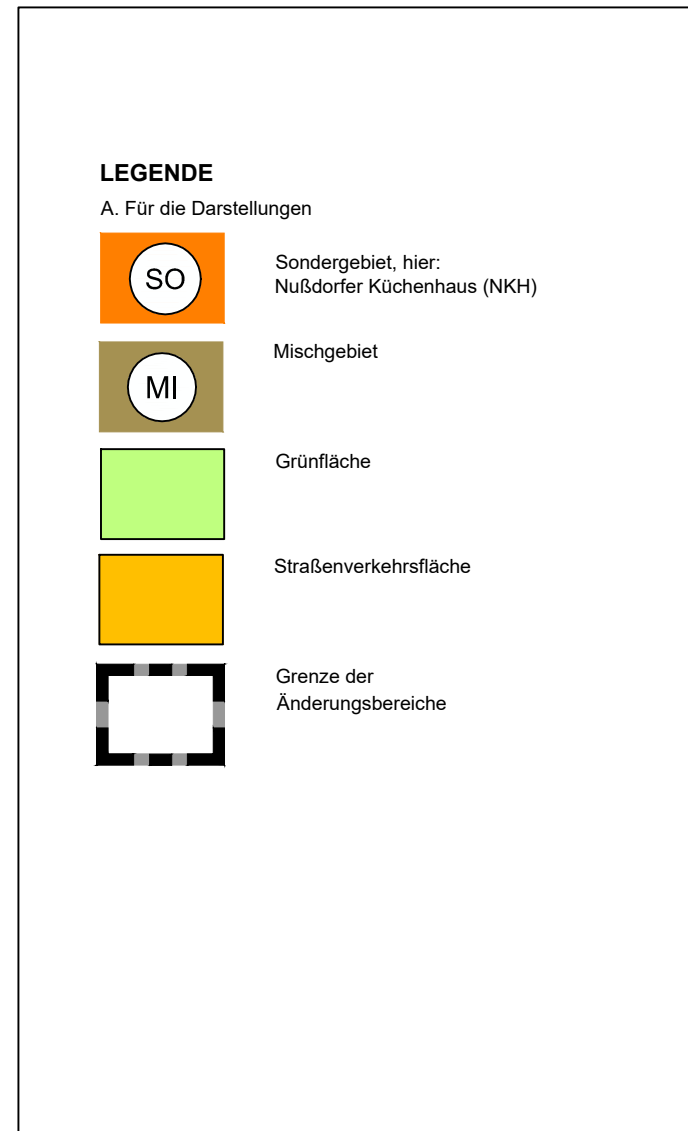 LEGENDE
A. Für die Darstellungen
SO
Sondergebiet, hier:
Nußdorfer Küchenhaus (NKH)
MI
Mischgebiet
Grünfläche
Straßenverkehrsfläche
Grenze der
Änderungsbereiche